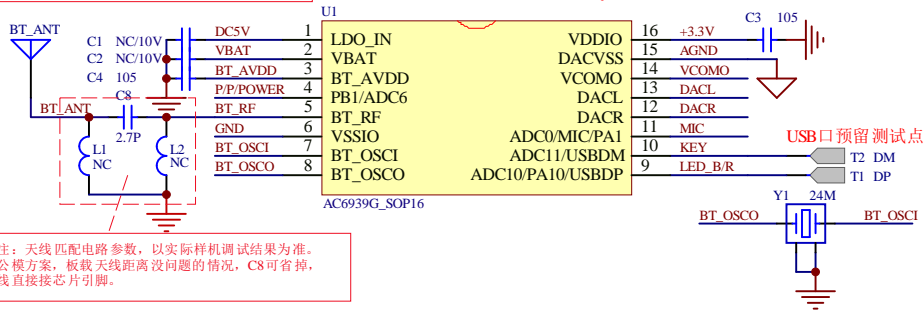 U1
BT_ANT
C1 NC/10V
C2 NC/10V
C4 105
C8
BT_ANT
2.7P
L1
NC
L2
NC
DC5V
VBAT
BT_AVDD
P/P/POWER
BT_RF
GND
BT_OSCI
BT_OSCO
1 LDO_IN
2 VBAT
3 BT_AVDD
4 PB1/ADC6
5 BT_RF
6 VSSIO
7 BT_OSCI
8 BT_OSCO
VDDIO 16
DACVSS 15
VCOMO 14
DACL 13
DACR 12
ADC0/MIC/PA1 11
ADC11/USBDM 10
ADC10/PA10/USBDP 9
AC6939G_SOP16
+3.3V
AGND
VCOMO
DACL
DACR
MIC
KEY
LED_B/R
C3 105
USB口预留测试点
T2 DM
T1 DP
Y1 24M
BT_OSCO
BT_OSCI
注：天线匹配电路参数，以实际样机调试结果为准。
公模方案，板载天线距离没问题的情况，C8可省掉，
线直接接芯片引脚。